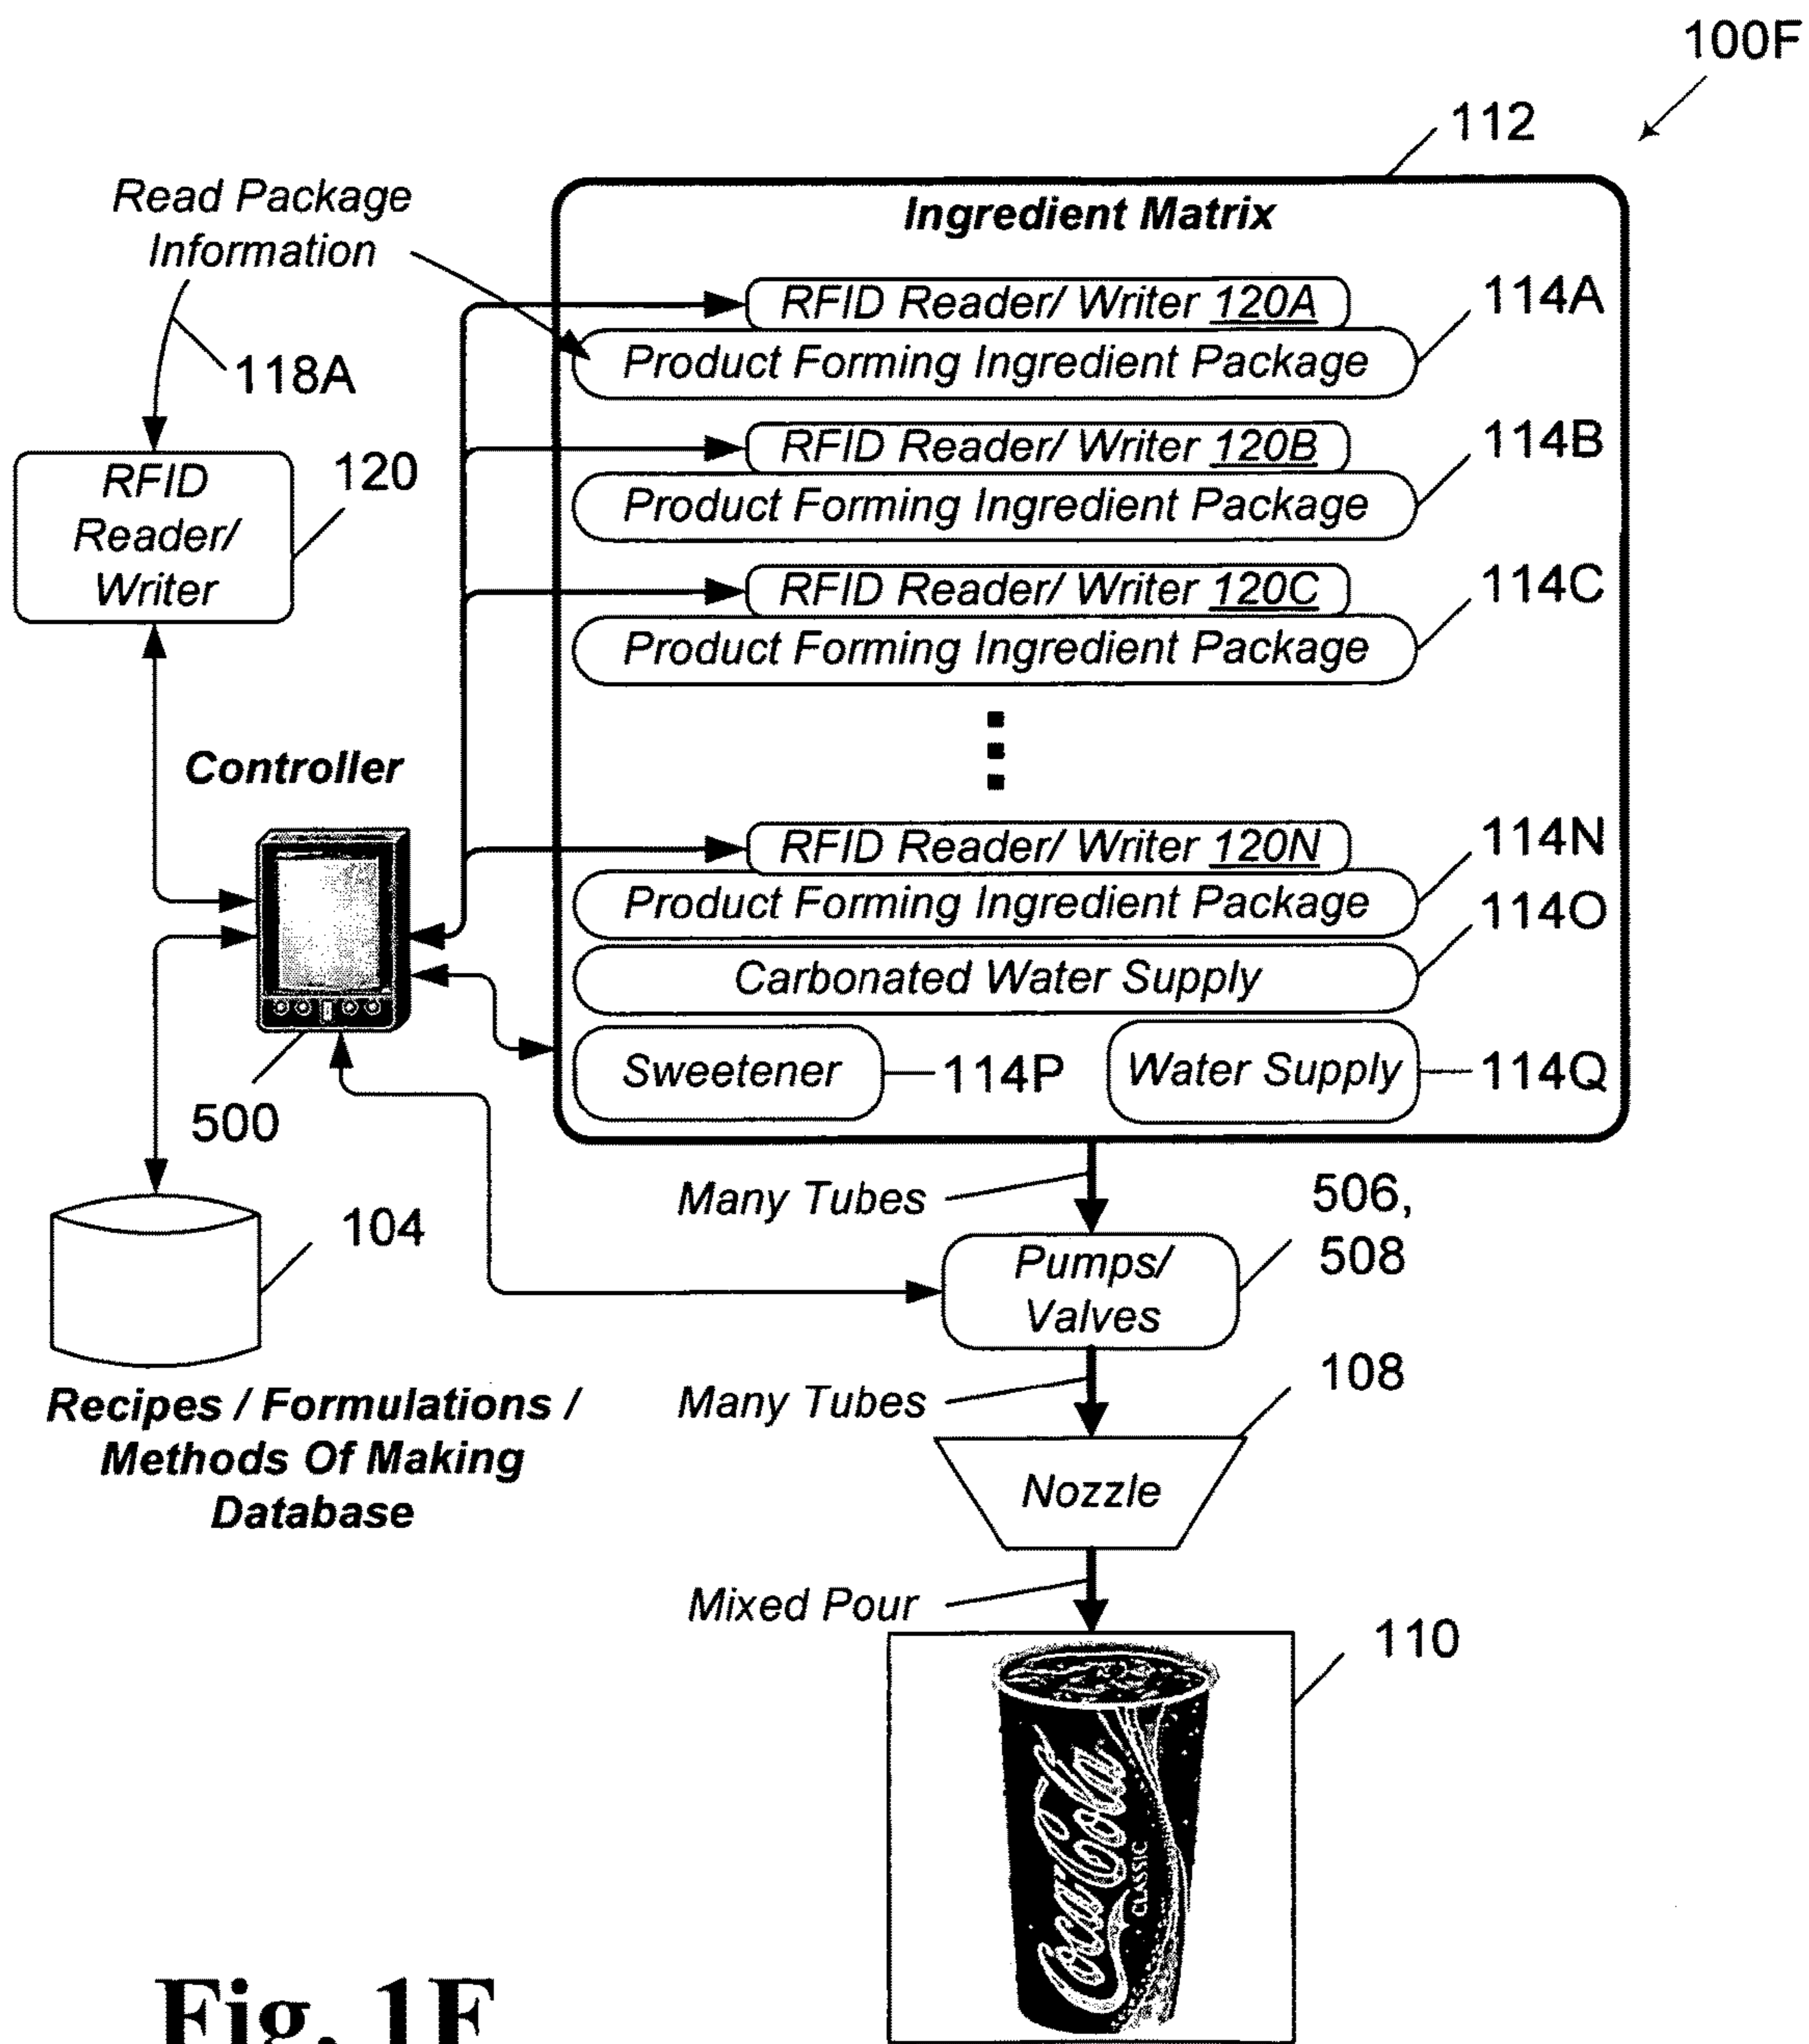 100F
112
Read Package
Information
Ingredient Matrix
RFID Reader/ Writer 120A
114A
Product Forming Ingredient Package
118A
RFID Reader/ Writer 120B
114B
Product Forming Ingredient Package
RFID
Reader/
Writer
120
RFID Reader/ Writer 120C
114C
Product Forming Ingredient Package
Controller
RFID Reader/ Writer 120N
114N
Product Forming Ingredient Package
114O
Carbonated Water Supply
Sweetener
114P
Water Supply
114Q
500
Many Tubes
506,
508
Pumps/
Valves
104
Recipes / Formulations /
Methods Of Making
Database
Many Tubes
108
Nozzle
Mixed Pour
110
Coca-Cola
CLASSIC
Fig. 1F